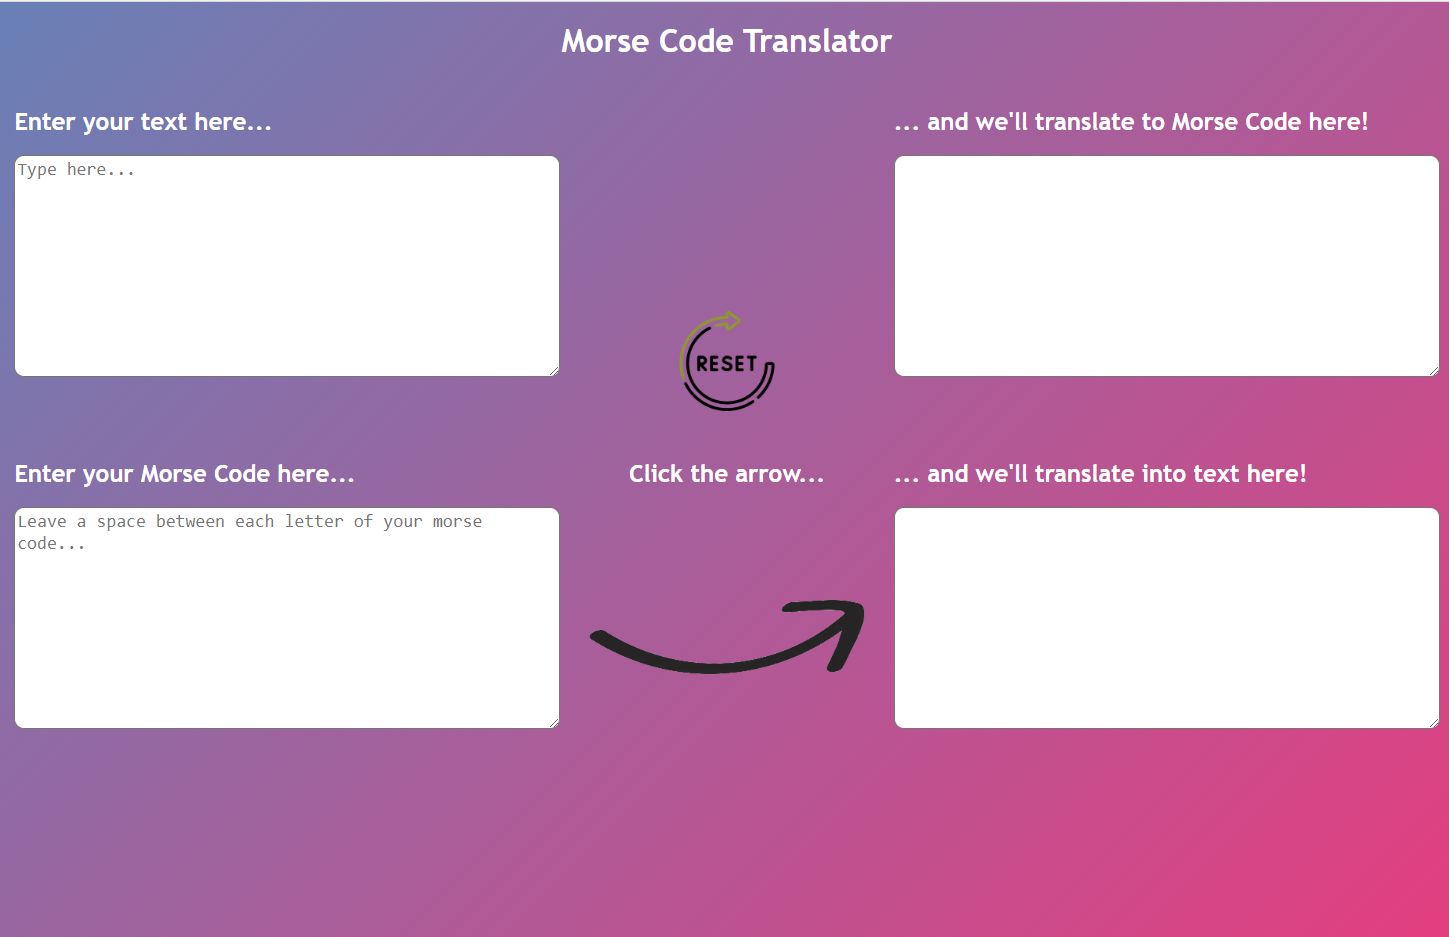 Morse Code Translator
Enter your text here...
... and we'll translate to Morse Code here!
Type here...
RESET
Enter your Morse Code here...
Click the arrow...
... and we'll translate into text here!
Leave a space between each letter of your morse
code...